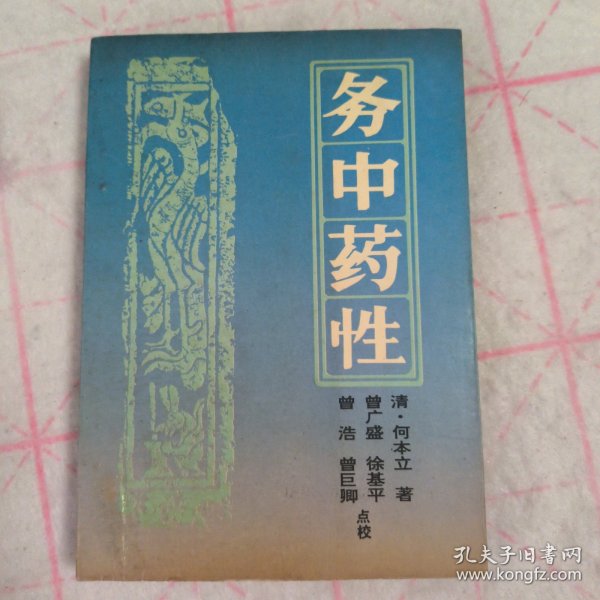 务中药性
清·何本立 著
曾广盛 徐基平
曾浩 曾巨卿 点校
孔夫子旧书网
www.kongfz.com